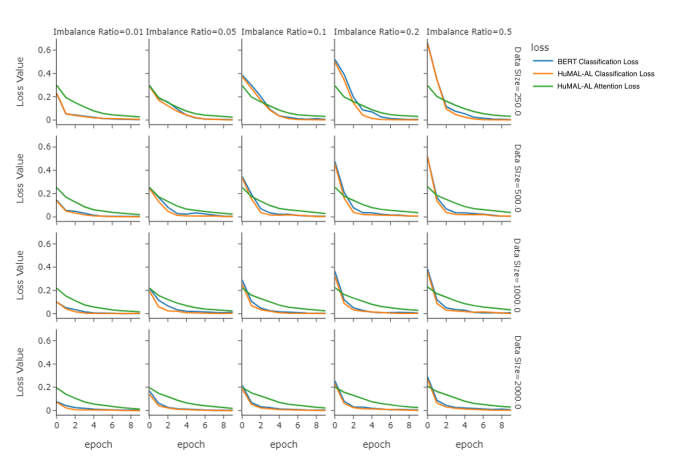 Imbalance Ratio=0.01 Imbalance Ratio=0.05 Imbalance Ratio=0.1 Imbalance Ratio=0.2 Imbalance Ratio=0.5
loss
BERT Classification Loss
HuMAL-AL Classification Loss
HuMAL-AL Attention Loss
Loss Value
0.6
0.4
0.2
0
Data Size=250.0
Loss Value
0.6
0.4
0.2
0
Data Size=500.0
Loss Value
0.6
0.4
0.2
0
Data Size=1000.0
Loss Value
0.6
0.4
0.2
0
Data Size=2000.0
0 2 4 6 8 0 2 4 6 8 0 2 4 6 8 0 2 4 6 8 0 2 4 6 8
epoch epoch epoch epoch epoch